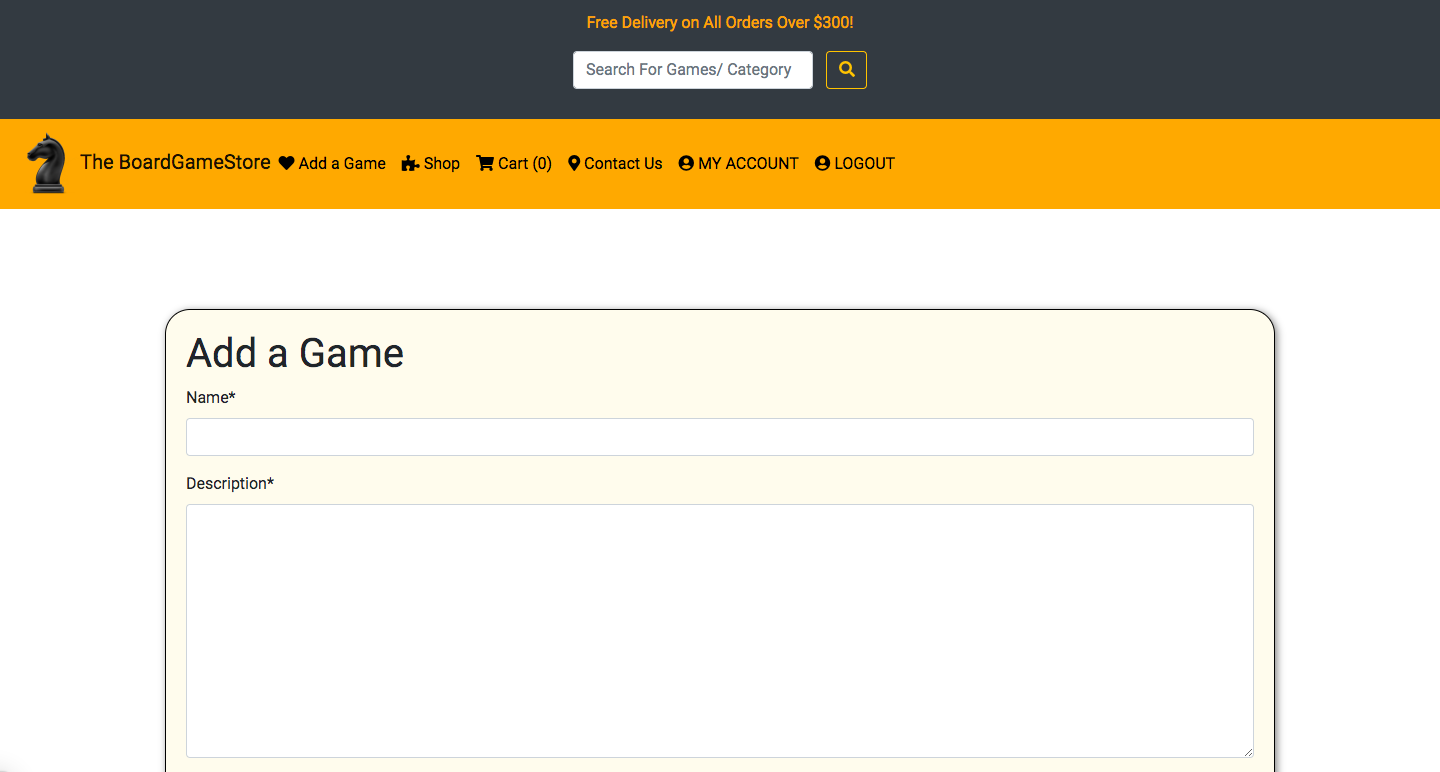 Free Delivery on All Orders Over $300!
Search For Games/ Category
The BoardGameStore Add a Game Shop Cart (0) Contact Us MY ACCOUNT LOGOUT
Add a Game
Name*
Description*